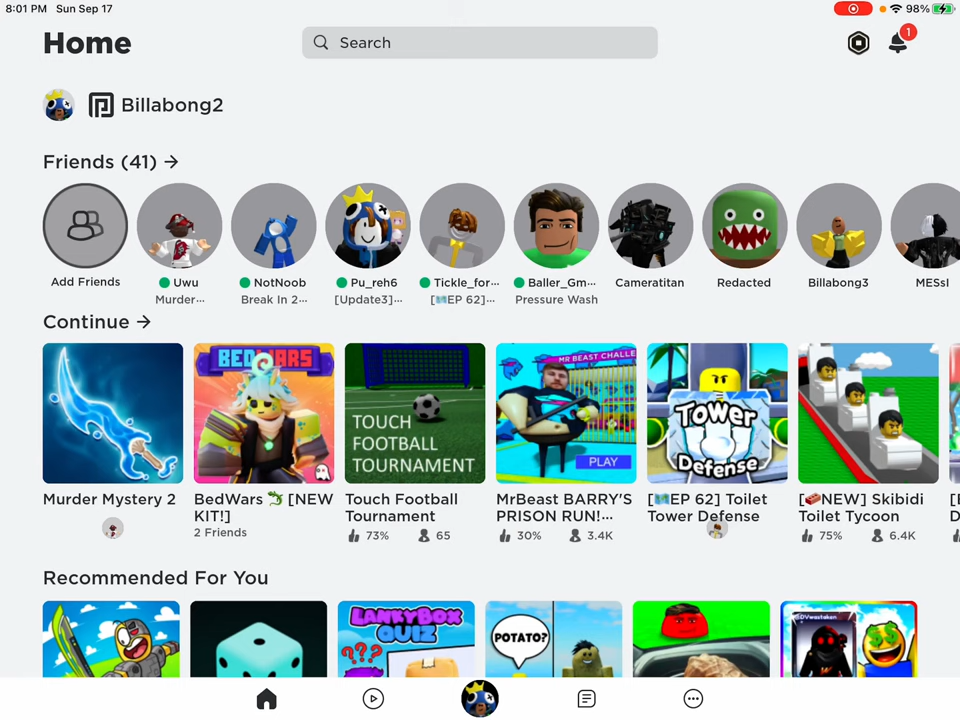 8:01 PM Sun Sep 17
98%
Home
Search
1
Billabong2
Friends (41) →
Add Friends
Uwu
Murder···
NotNoob
Break In 2···
Pu_reh6
[Update3]···
Tickle_for···
[🗺️EP 62]···
Baller_Gm···
Pressure Wash
Cameratitan
Redacted
Billabong3
MESsI
Continue →
BEDWARS
TOUCH
FOOTBALL
TOURNAMENT
MR BEAST CHALLE
PLAY
Tower
Defense
Murder Mystery 2
BedWars 🐉 [NEW
KIT!]
2 Friends
Touch Football
Tournament
73% 65
MrBeast BARRY'S
PRISON RUN!···
30% 3.4K
[🗺️EP 62] Toilet
Tower Defense
[🧱NEW] Skibidi
Toilet Tycoon
75% 6.4K
Recommended For You
LANKYBOX
QUIZ
???
POTATO?